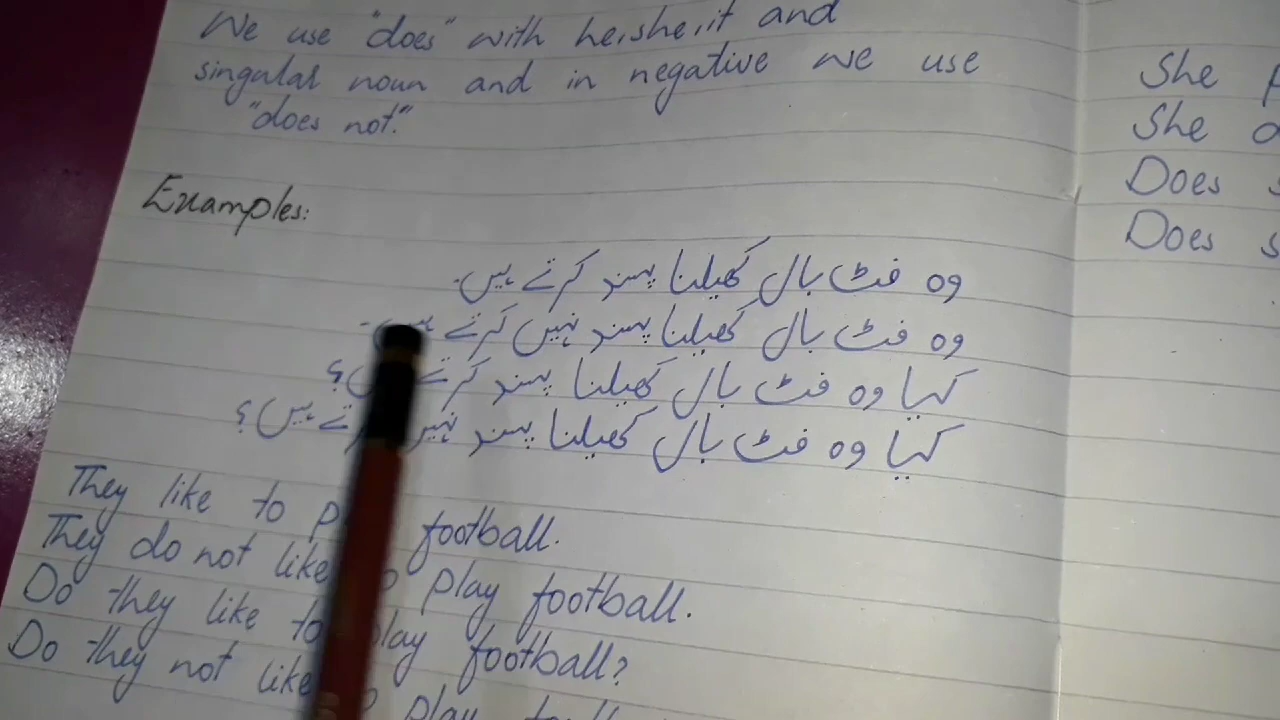 We use "does" with he,she,it and
singular noun and in negative we use
"does not."
Examples:
وہ فٹ بال کھیلنا پسند کرتے ہیں۔
وہ فٹ بال کھیلنا پسند نہیں کرتے
کیا وہ فٹ بال کھیلنا پسند کرتے
کیا وہ فٹ بال کھیلنا پسند نہیں ہیں؟
They like to football.
They do not like play football.
Do they like to play football?
Do they not like play
She
She
Does
Does